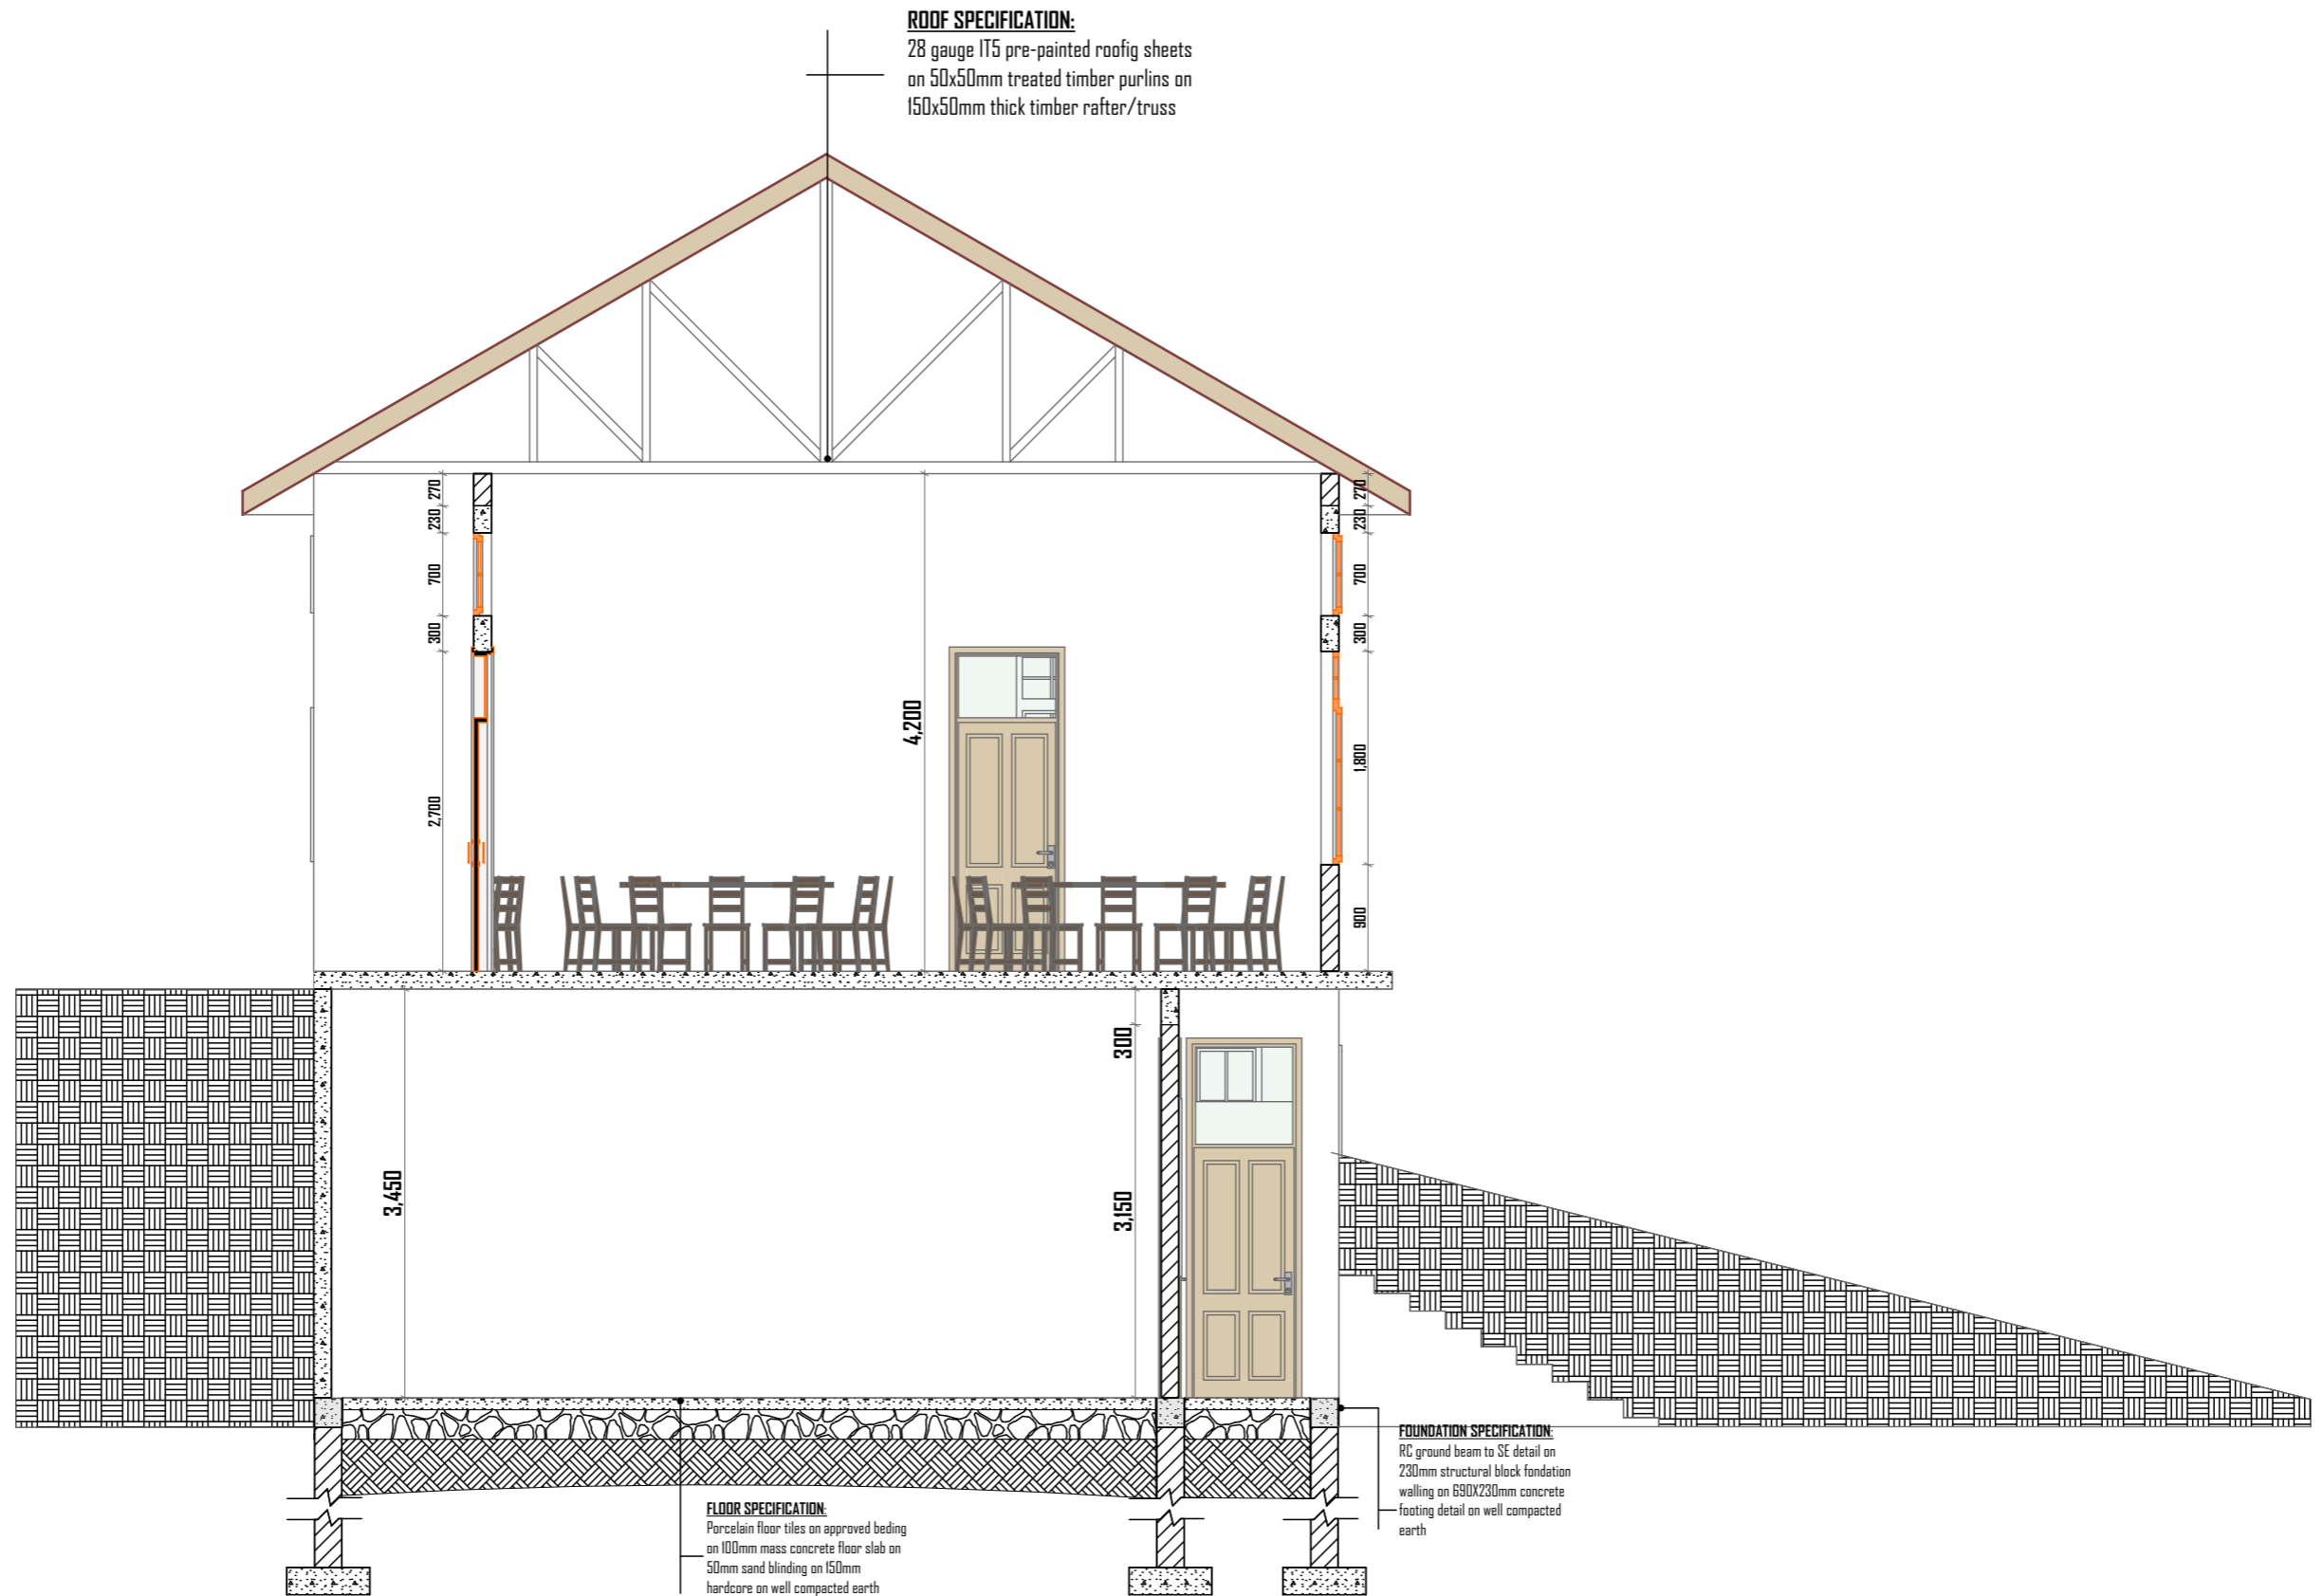 ROOF SPECIFICATION:
28 gauge IT5 pre-painted roofig sheets
on 50x50mm treated timber purlins on
150x50mm thick timber rafter/truss
270
230
700
300
2,700
4,200
270
230
700
300
1,800
900
300
3,450
3,150
FLOOR SPECIFICATION:
Porcelain floor tiles on approved beding
on 100mm mass concrete floor slab on
50mm sand blinding on 150mm
hardcore on well compacted earth
FOUNDATION SPECIFICATION:
RC ground beam to SE detail on
230mm structural block fondation
walling on 690X230mm concrete
footing detail on well compacted
earth